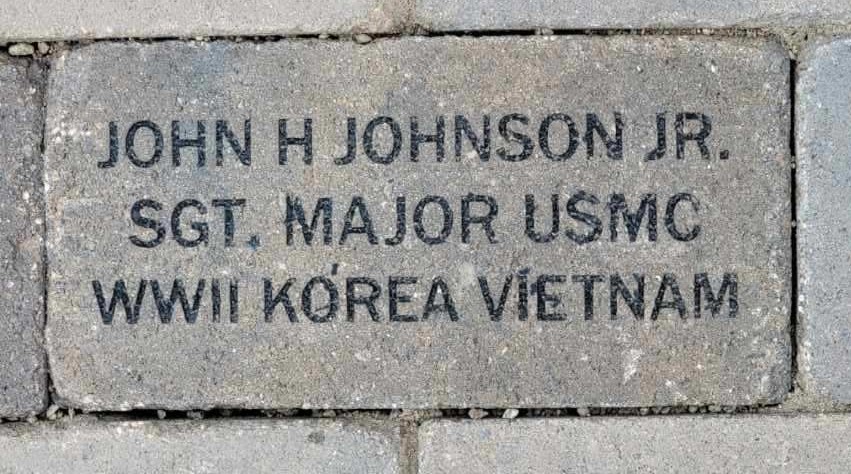 JOHN H JOHNSON JR.
SGT. MAJOR USMC
WWII KOREA VIETNAM